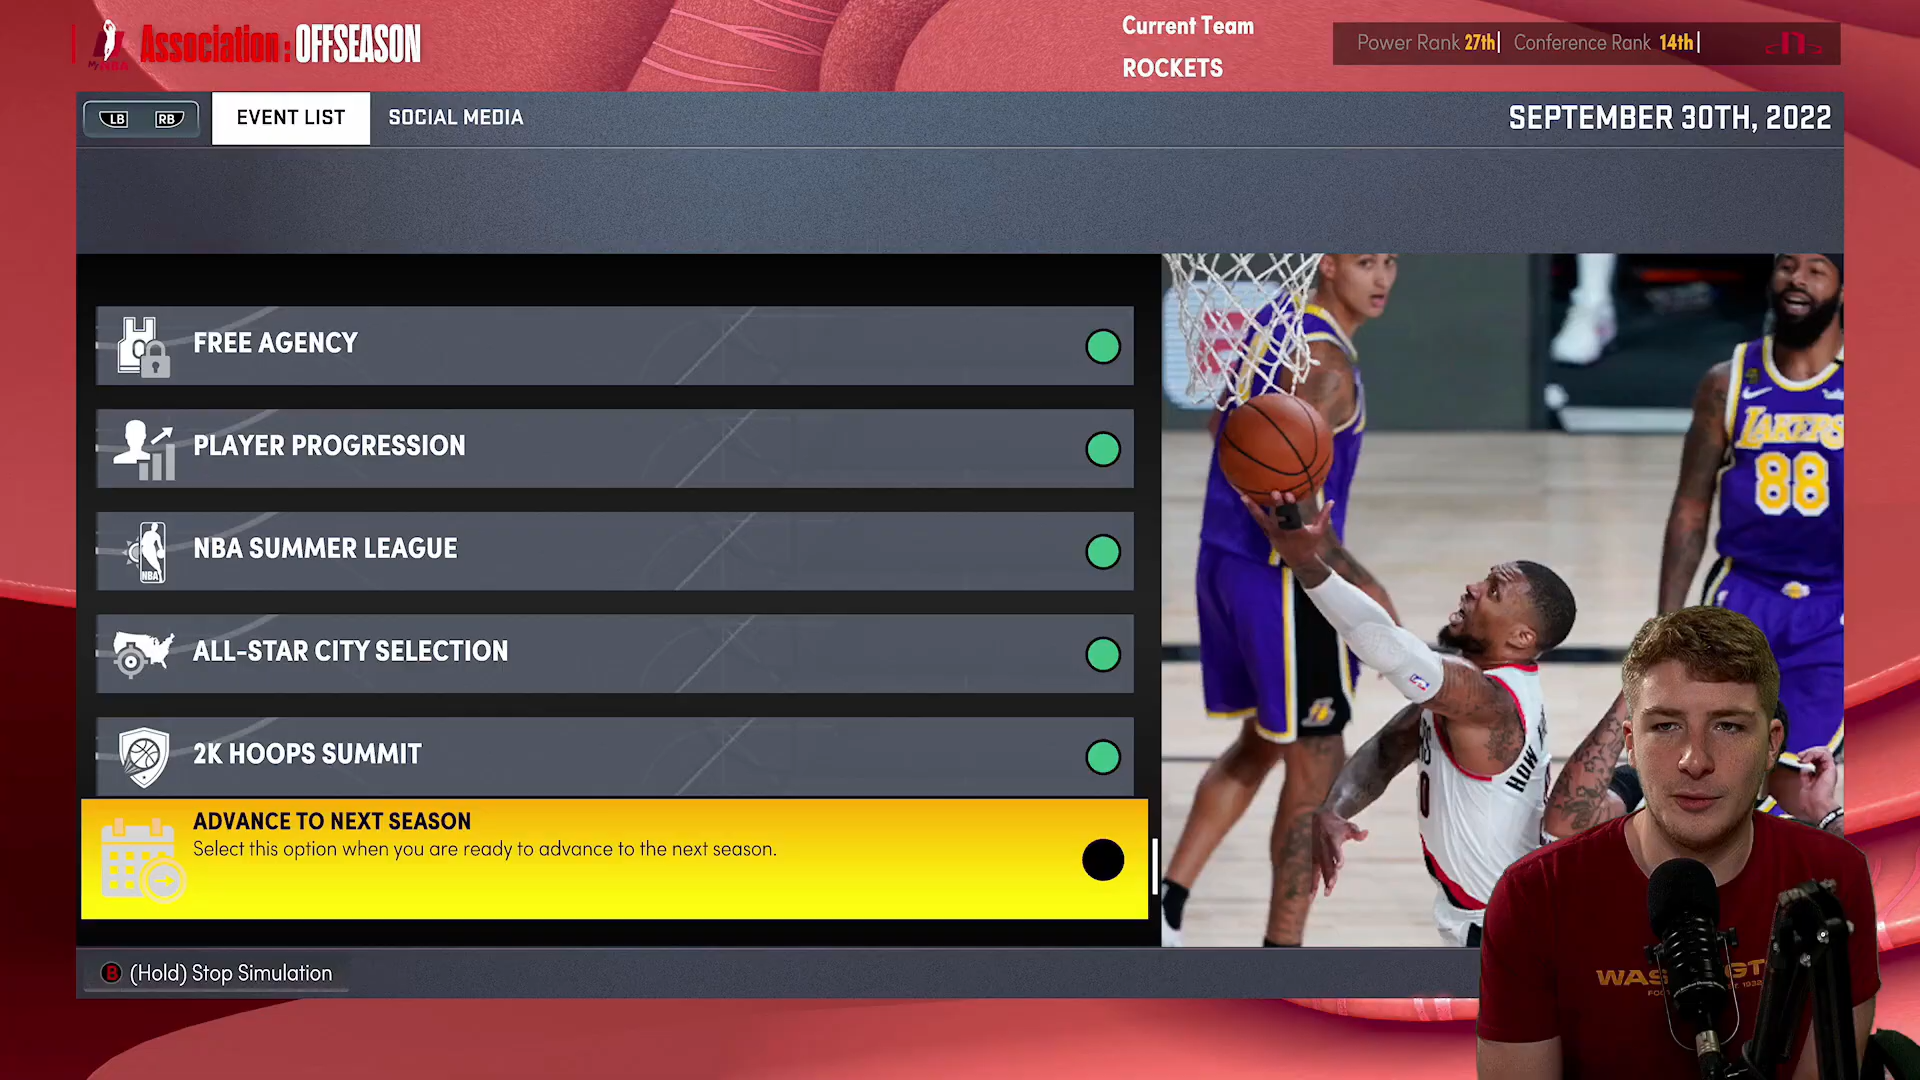 Association: OFFSEASON
Current Team
ROCKETS
Power Rank 27th| Conference Rank 14th|
LB RB EVENT LIST SOCIAL MEDIA
SEPTEMBER 30TH, 2022
FREE AGENCY
PLAYER PROGRESSION
NBA SUMMER LEAGUE
NBA
ALL-STAR CITY SELECTION
2K HOOPS SUMMIT
ADVANCE TO NEXT SEASON
Select this option when you are ready to advance to the next season.
B (Hold) Stop Simulation
LAKERS
88
HOW